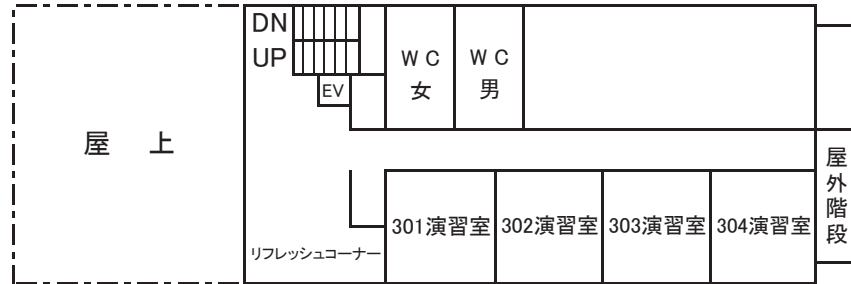 DN
UP
EV
WC
女
WC
男
屋上
屋外階段
301演習室
302演習室
303演習室
304演習室
リフレッシュコーナー